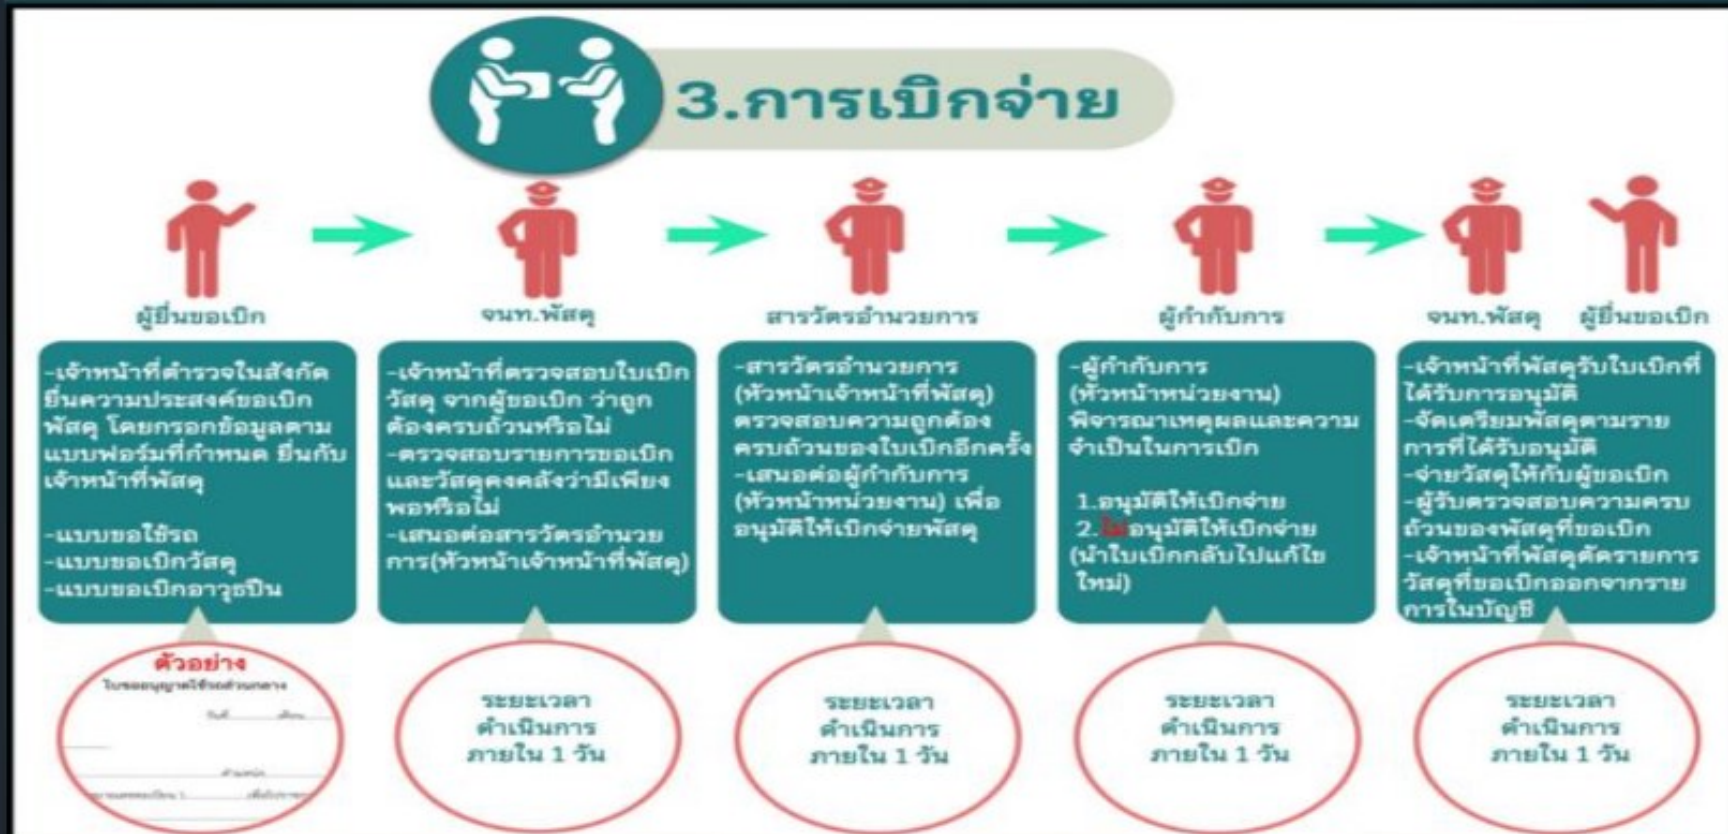 3.การเบิกจ่าย
ผู้ยื่นขอเบิก
จนท.พัสดุ
สารวัตรอำนวยการ
ผู้กำกับการ
จนท.พัสดุ
ผู้ยื่นขอเบิก
-เจ้าหน้าที่ตำรวจในสังกัด
ยื่นความประสงค์ขอเบิก
พัสดุ โดยกรอกข้อมูลตาม
แบบฟอร์มที่กำหนด ยื่นกับ
เจ้าหน้าที่พัสดุ
-แบบขอใช้รถ
-แบบขอเบิกวัสดุ
-แบบขอเบิกอาวุธปืน
-เจ้าหน้าที่ตรวจสอบใบเบิก
วัสดุ จากผู้ขอเบิก ว่าถูก
ต้องครบถ้วนหรือไม่
-ตรวจสอบรายการขอเบิก
และวัสดุคงคลังว่ามีเพียง
พอหรือไม่
-เสนอต่อสารวัตรอำนวย
การ(หัวหน้าเจ้าหน้าที่พัสดุ)
-สารวัตรอำนวยการ
(หัวหน้าเจ้าหน้าที่พัสดุ)
ตรวจสอบความถูกต้อง
ครบถ้วนของใบเบิกอีกครั้ง
-เสนอต่อผู้กำกับการ
(หัวหน้าหน่วยงาน) เพื่อ
อนุมัติให้เบิกจ่ายพัสดุ
-ผู้กำกับการ
(หัวหน้าหน่วยงาน)
พิจารณาเหตุผลและความ
จำเป็นในการเบิก
1.อนุมัติให้เบิกจ่าย
2.ไม่อนุมัติให้เบิกจ่าย
(นำใบเบิกกลับไปแก้ไข
ใหม่)
-เจ้าหน้าที่พัสดุรับใบเบิกที่
ได้รับการอนุมัติ
-จัดเตรียมพัสดุตามราย
การที่ได้รับอนุมัติ
-จ่ายวัสดุให้กับผู้ขอเบิก
-ผู้รับตรวจสอบความครบ
ถ้วนของพัสดุที่ขอเบิก
-เจ้าหน้าที่พัสดุตัดรายการ
วัสดุที่ขอเบิกออกจากราย
การในบัญชี
ตัวอย่าง
ใบขออนุญาตใช้รถส่วนกลาง
ระยะเวลา
ดำเนินการ
ภายใน 1 วัน
ระยะเวลา
ดำเนินการ
ภายใน 1 วัน
ระยะเวลา
ดำเนินการ
ภายใน 1 วัน
ระยะเวลา
ดำเนินการ
ภายใน 1 วัน